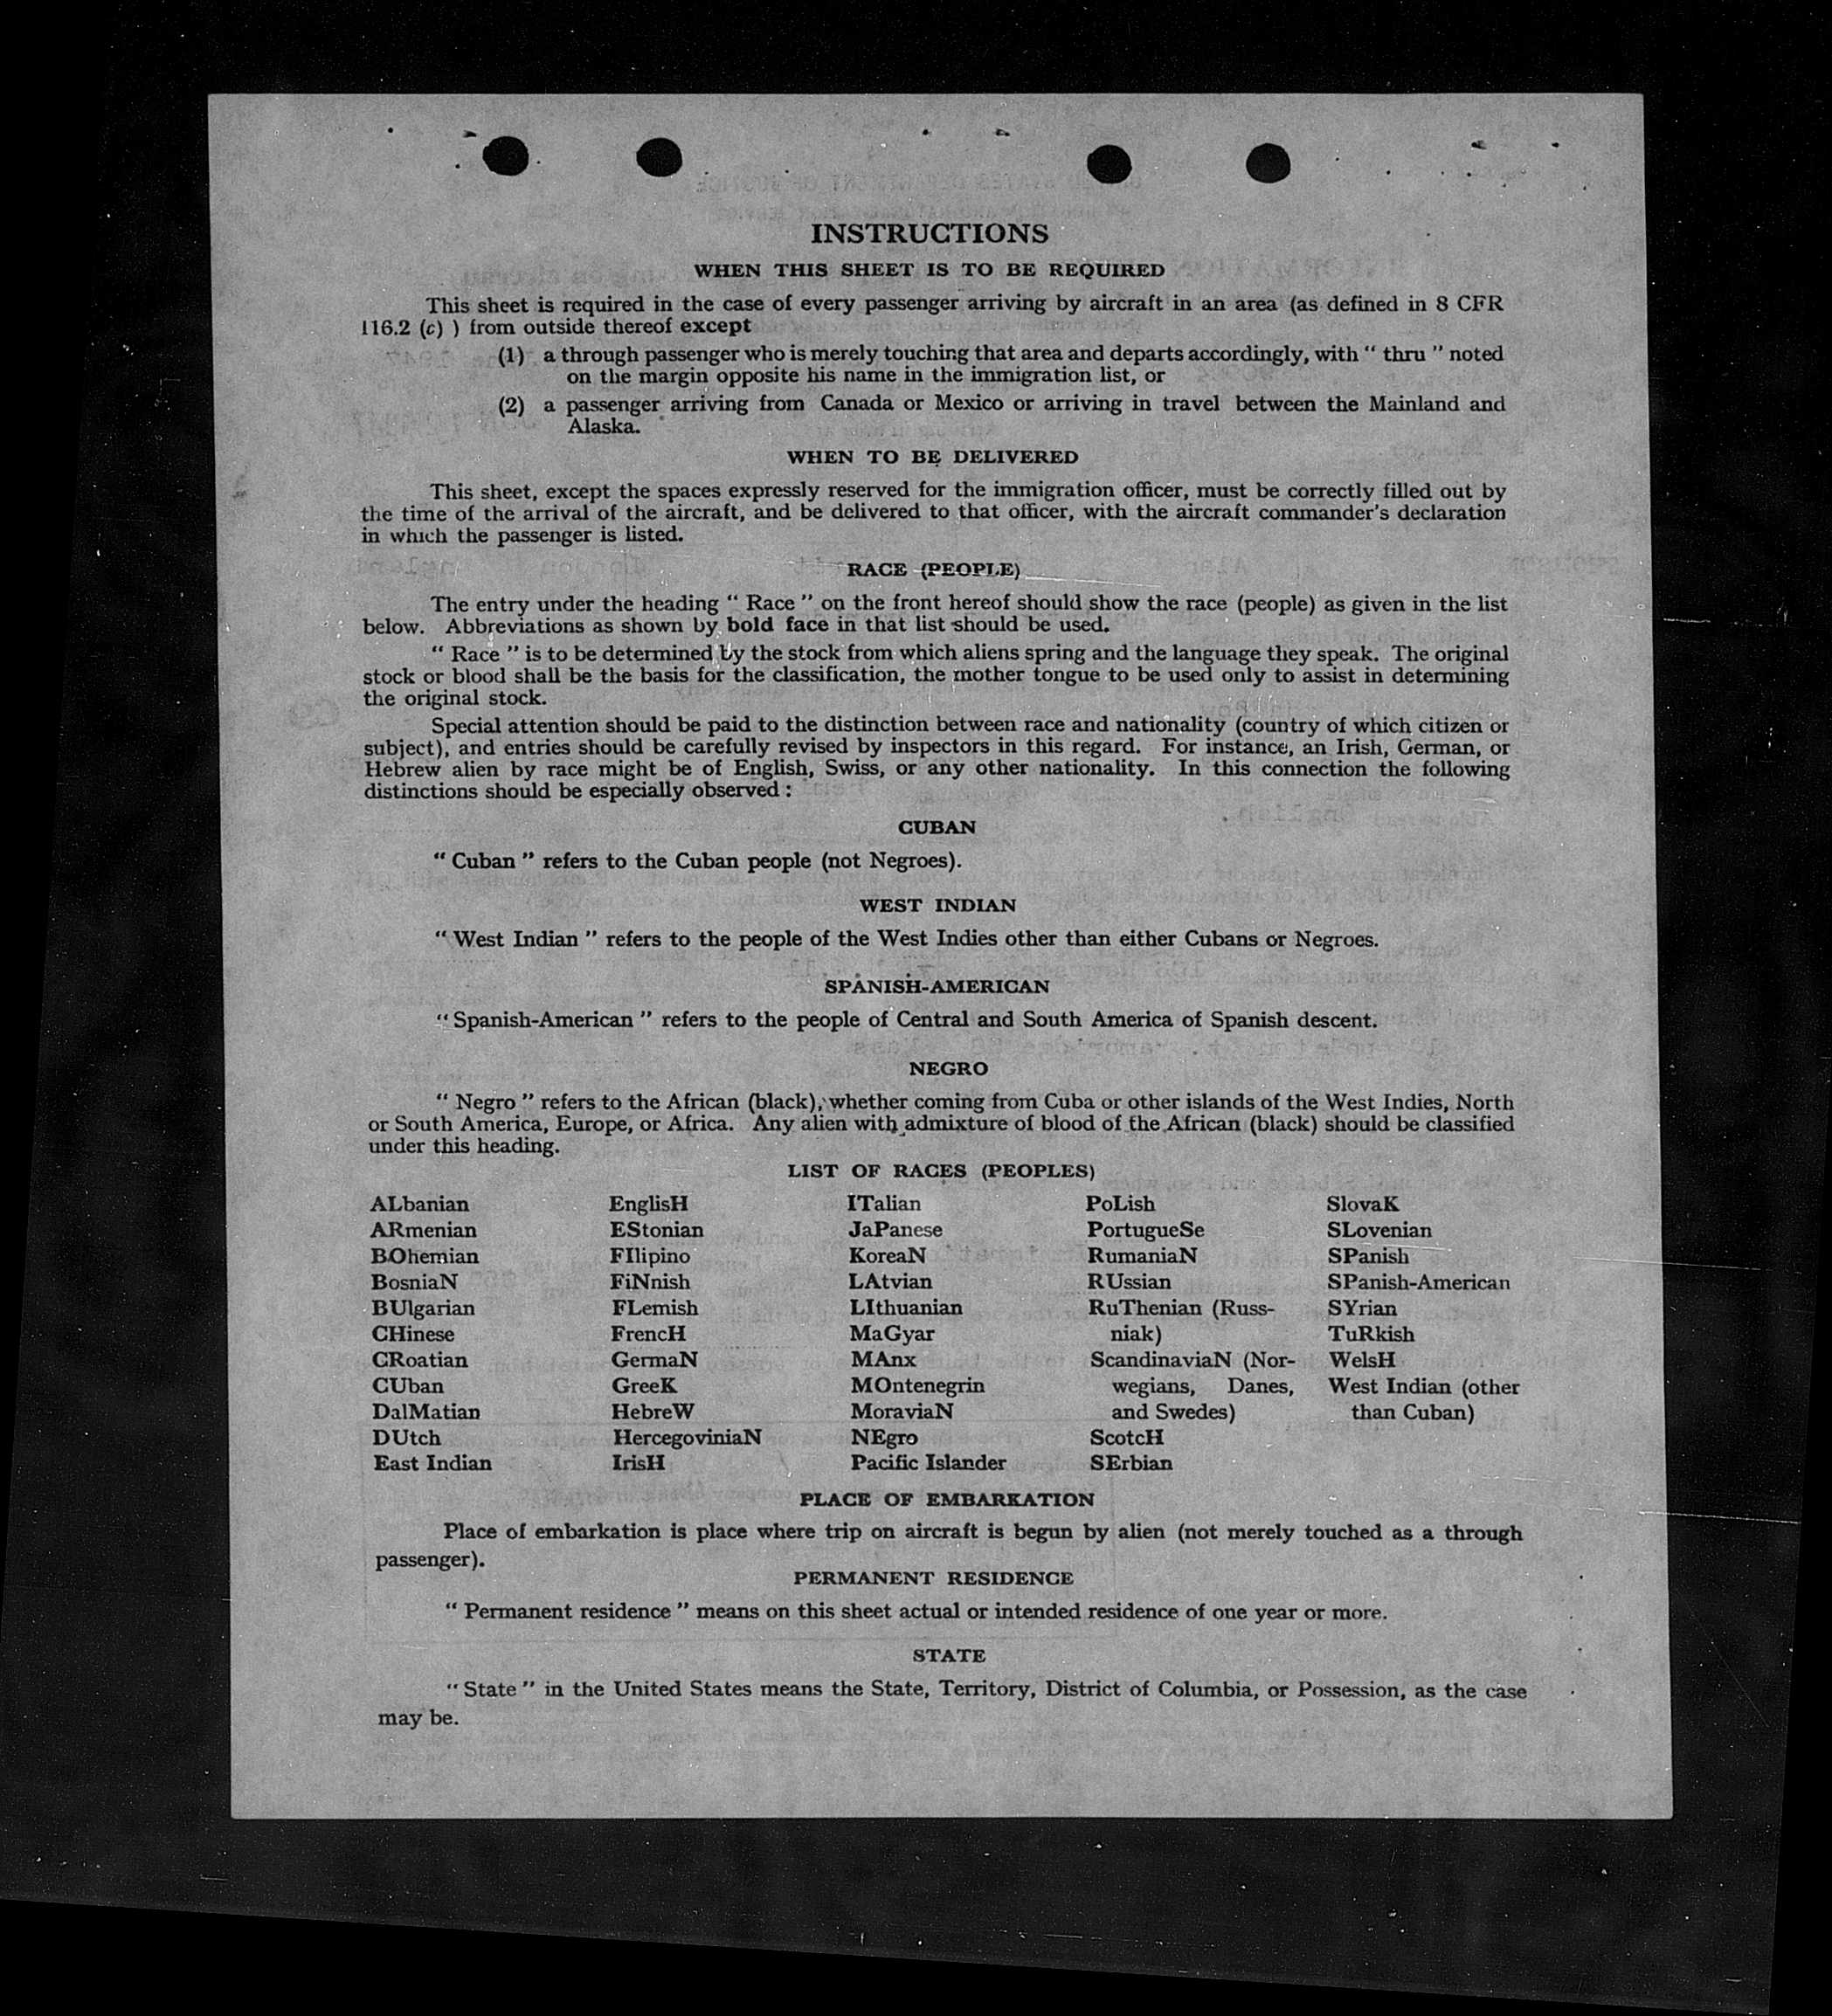 INSTRUCTIONS
WHEN THIS SHEET IS TO BE REQUIRED
This sheet is required in the case of every passenger arriving by aircraft in an area (as defined in 8 CFR
116.2 (c) ) from outside thereof except
(1) a through passenger who is merely touching that area and departs accordingly, with “ thru ” noted
on the margin opposite his name in the immigration list, or
(2) a passenger arriving from Canada or Mexico or arriving in travel between the Mainland and
Alaska.
WHEN TO BE DELIVERED
This sheet, except the spaces expressly reserved for the immigration officer, must be correctly filled out by
the time of the arrival of the aircraft, and be delivered to that officer, with the aircraft commander's declaration
in which the passenger is listed.
RACE (PEOPLE)
The entry under the heading “ Race ” on the front hereof should show the race (people) as given in the list
below. Abbreviations as shown by bold face in that list should be used.
“ Race ” is to be determined by the stock from which aliens spring and the language they speak. The original
stock or blood shall be the basis for the classification, the mother tongue to be used only to assist in determining
the original stock.
Special attention should be paid to the distinction between race and nationality (country of which citizen or
subject), and entries should be carefully revised by inspectors in this regard. For instance, an Irish, German, or
Hebrew alien by race might be of English, Swiss, or any other nationality. In this connection the following
distinctions should be especially observed :
CUBAN
“ Cuban ” refers to the Cuban people (not Negroes).
WEST INDIAN
“ West Indian ” refers to the people of the West Indies other than either Cubans or Negroes.
SPANISH-AMERICAN
“ Spanish-American ” refers to the people of Central and South America of Spanish descent.
NEGRO
“ Negro ” refers to the African (black), whether coming from Cuba or other islands of the West Indies, North
or South America, Europe, or Africa. Any alien with admixture of blood of the African (black) should be classified
under this heading.
LIST OF RACES (PEOPLES)
ALbanian
ARmenian
BOhemian
BosniaN
BUlgarian
CHinese
CRoatian
CUban
DalMatian
DUtch
East Indian
EnglisH
EStonian
FIlipino
FiNnish
FLemish
FrencH
GermaN
GreeK
HebreW
HercegoviniaN
IrisH
ITalian
JaPanese
KoreaN
LAtvian
LIthuanian
MaGyar
MAnx
MOntenegrin
MoraviaN
NEgro
Pacific Islander
PoLish
PortugueSe
RumaniaN
RUssian
RuThenian (Russ-
niak)
ScandinaviaN (Nor-
wegians, Danes,
and Swedes)
ScotcH
SErbian
SlovaK
SLovenian
SPanish
SPanish-American
SYrian
TuRkish
WelsH
West Indian (other
than Cuban)
PLACE OF EMBARKATION
Place of embarkation is place where trip on aircraft is begun by alien (not merely touched as a through
passenger).
PERMANENT RESIDENCE
“ Permanent residence ” means on this sheet actual or intended residence of one year or more.
STATE
“ State ” in the United States means the State, Territory, District of Columbia, or Possession, as the case
may be.